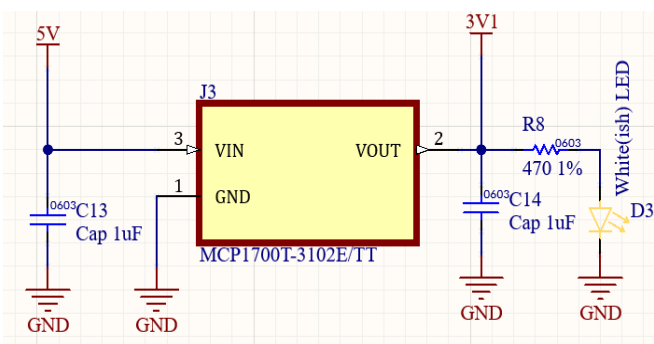 5V
3V1
J3
3
VIN
VOUT
2
1
GND
R8
0603
470 1%
White(ish) LED
0603
C13
Cap 1uF
0603
C14
Cap 1uF
D3
MCP1700T-3102E/TT
GND
GND
GND
GND